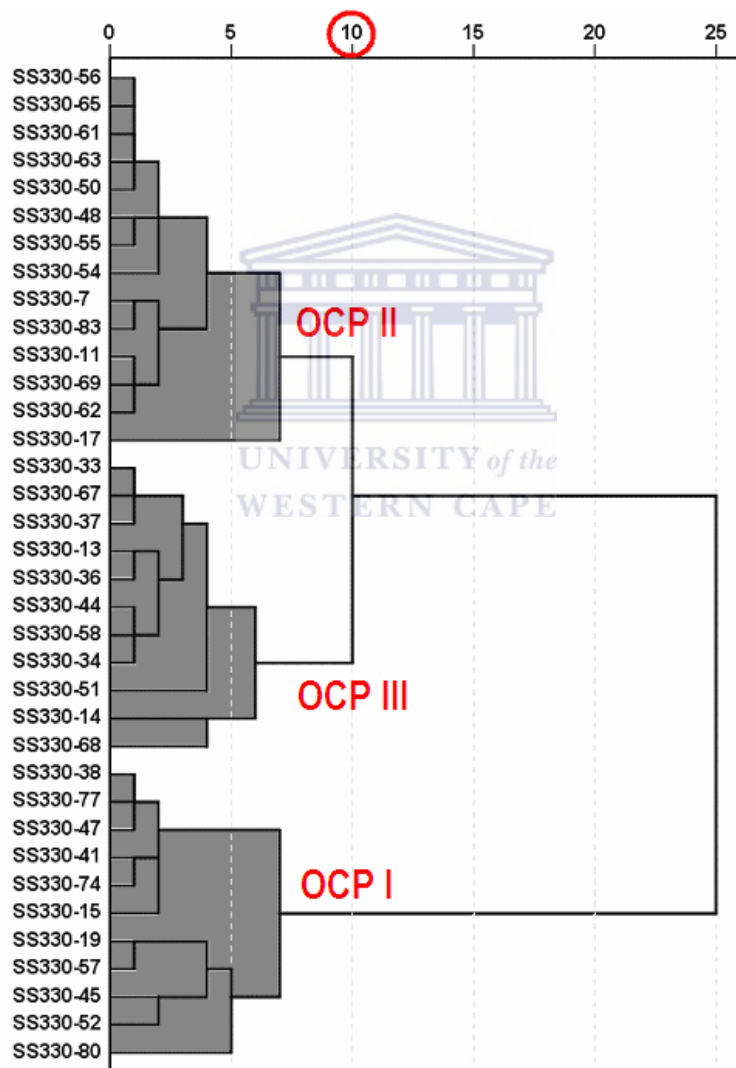 0 5 10 15 20 25
SS330-56
SS330-65
SS330-61
SS330-63
SS330-50
SS330-48
SS330-55
SS330-54
SS330-7
SS330-83
OCP II
SS330-11
SS330-69
SS330-62
SS330-17
UNIVERSITY of the
SS330-33
SS330-67
WESTERN CAPE
SS330-37
SS330-13
SS330-36
SS330-44
SS330-58
SS330-34
SS330-51
OCP III
SS330-14
SS330-68
SS330-38
SS330-77
SS330-47
SS330-41
SS330-74
OCP I
SS330-15
SS330-19
SS330-57
SS330-45
SS330-52
SS330-80